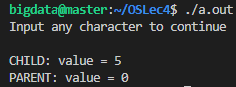 bigdata@master:~/OSLec4$ ./a.out
Input any character to continue
CHILD: value = 5
PARENT: value = 0